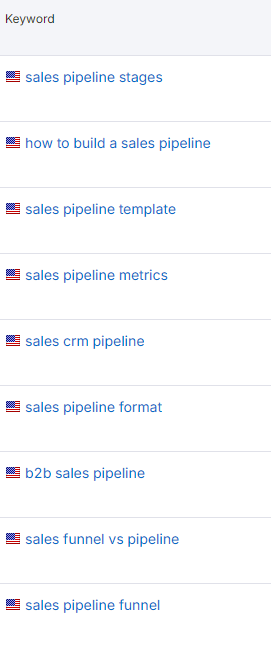 Keyword
sales pipeline stages
how to build a sales pipeline
sales pipeline template
sales pipeline metrics
sales crm pipeline
sales pipeline format
b2b sales pipeline
sales funnel vs pipeline
sales pipeline funnel